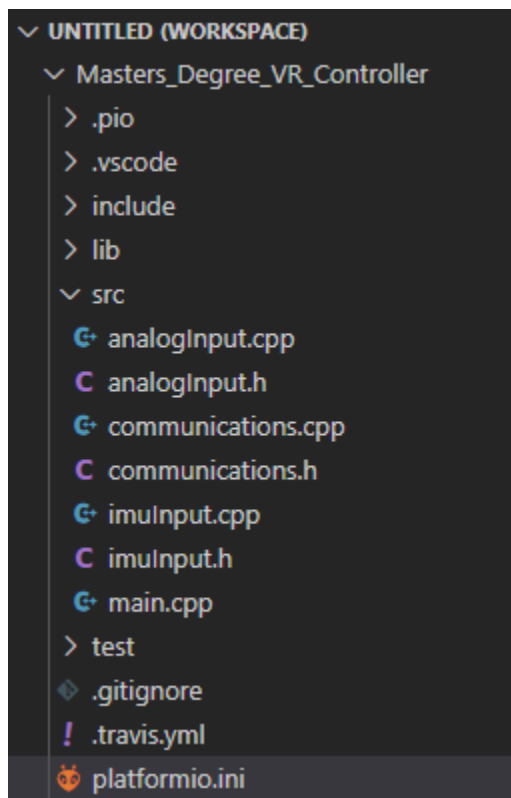 UNTITLED (WORKSPACE)
Masters_Degree_VR_Controller
.pio
.vscode
include
lib
src
analogInput.cpp
analogInput.h
communications.cpp
communications.h
imuInput.cpp
imuInput.h
main.cpp
test
.gitignore
.travis.yml
platformio.ini